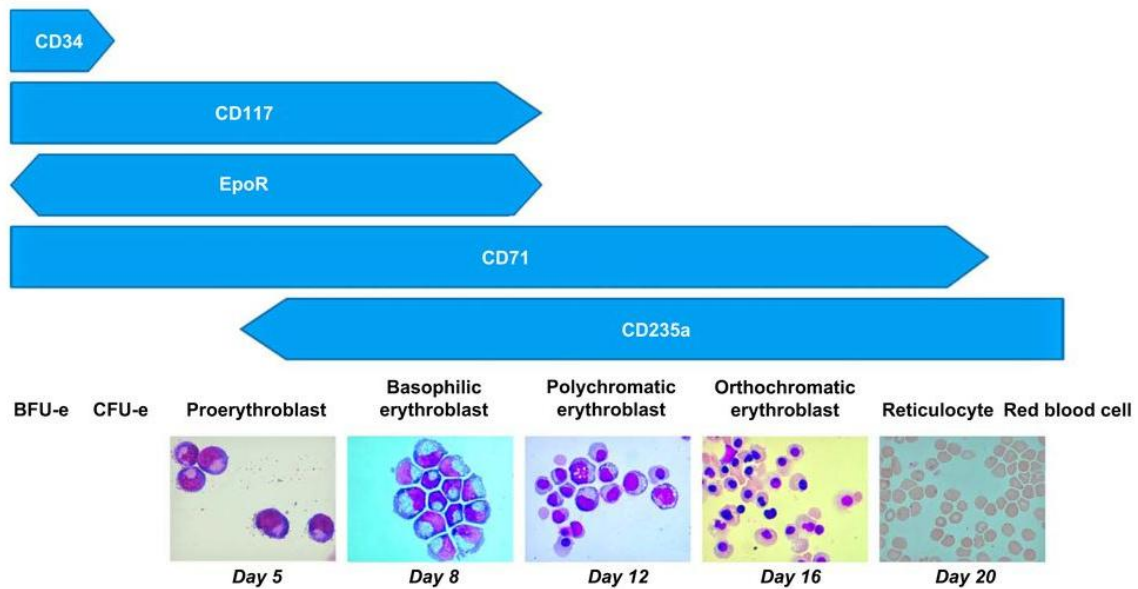 CD34
CD117
EpoR
CD71
CD235a
BFU-e CFU-e Proerythroblast Basophilic erythroblast Polychromatic erythroblast Orthochromatic erythroblast Reticulocyte Red blood cell
Day 5 Day 8 Day 12 Day 16 Day 20